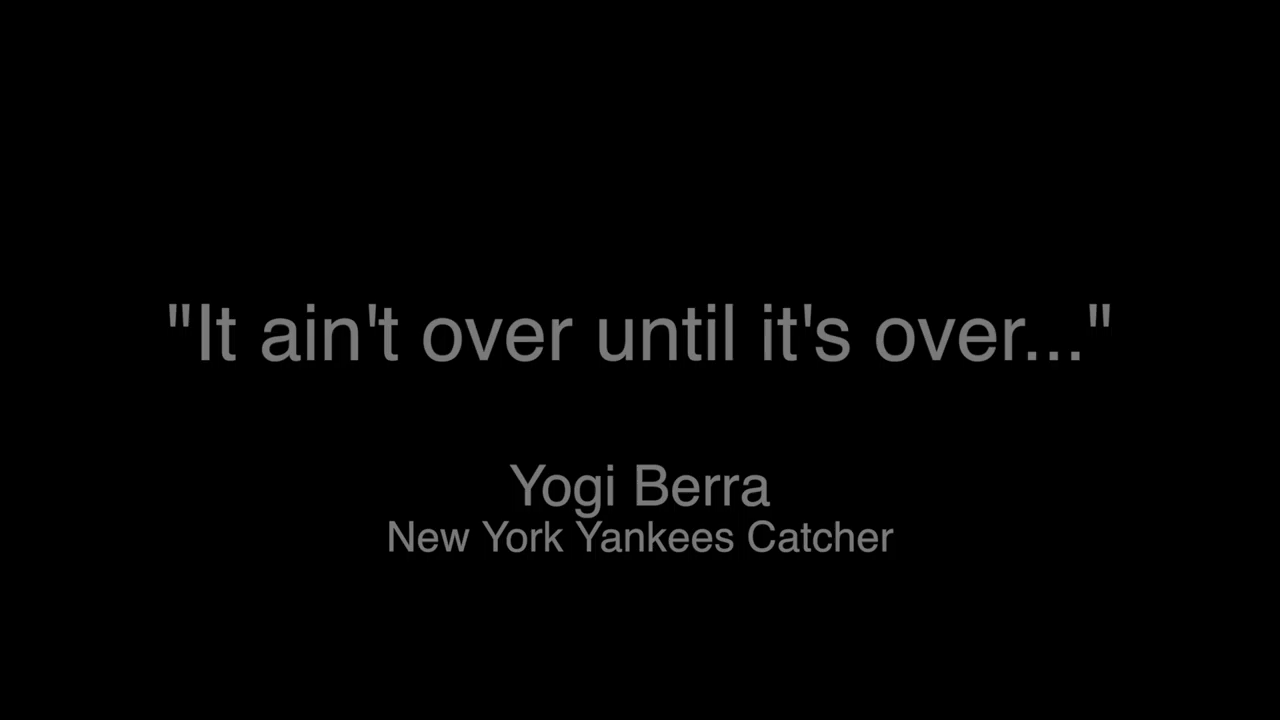 "It ain't over until it's over..."
Yogi Berra
New York Yankees Catcher